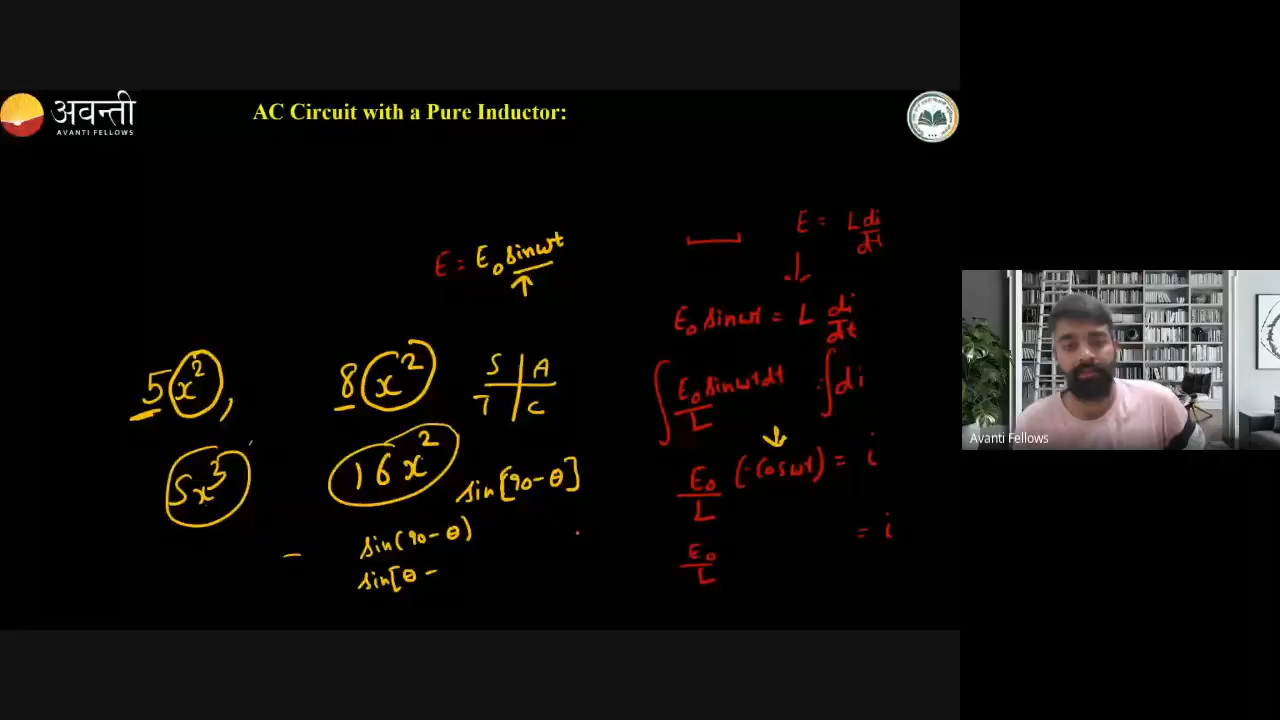 अवन्ती
AVANTI FELLOWS
AC Circuit with a Pure Inductor:
E = L di/dt
E = E₀ sinωt
E₀ sinωt = L di/dt
∫ E₀/L sinωt dt = ∫ di
5x², 8x²
S A
T C
E₀/L (-cosωt) = i
5x³ 16x²
sin[90-θ]
sin(90-θ)
= i
E₀/L
sin[θ-
Avanti Fellows